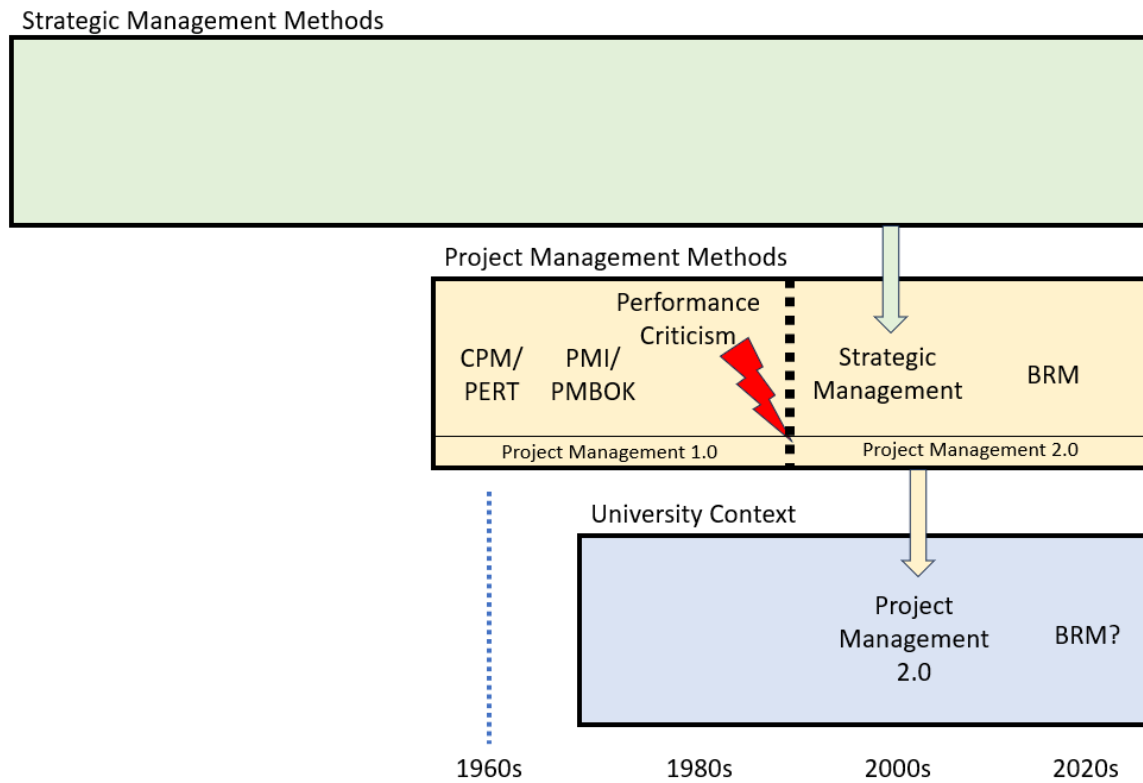 Strategic Management Methods
Project Management Methods
Performance
Criticism
CPM/
PERT
PMI/
PMBOK
Strategic
Management
BRM
Project Management 1.0
Project Management 2.0
University Context
Project
Management
2.0
BRM?
1960s
1980s
2000s
2020s